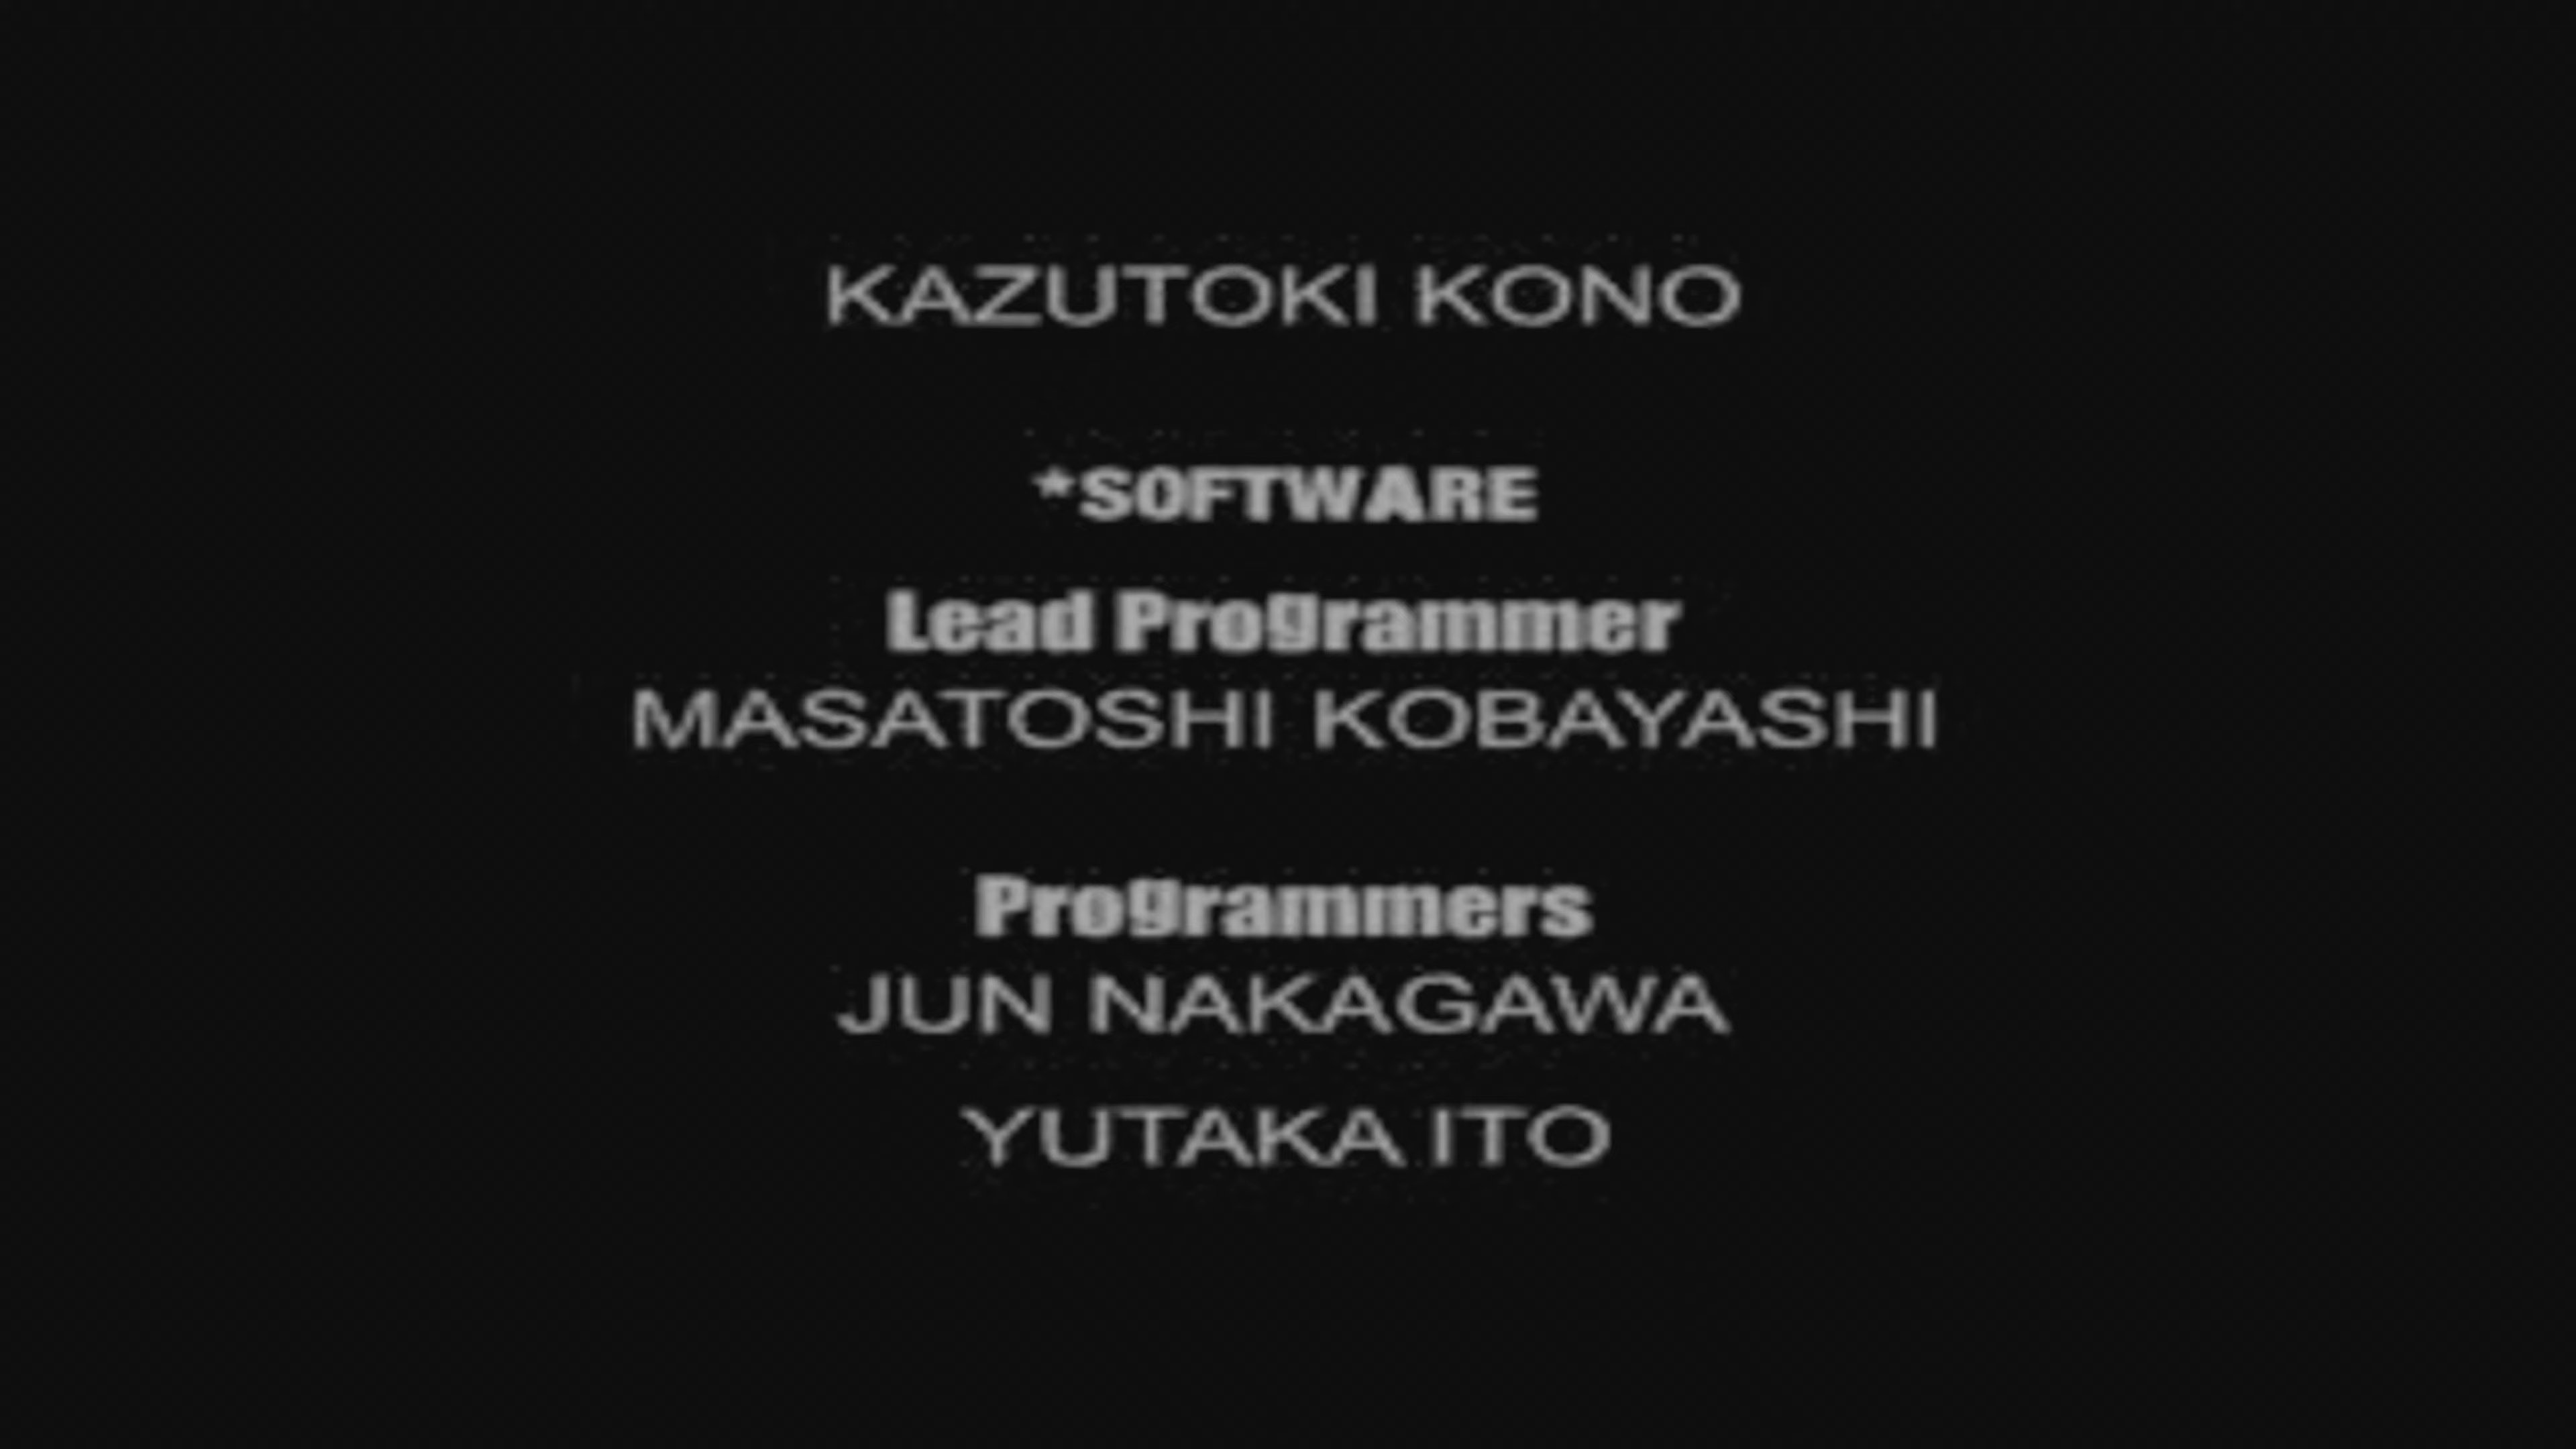 KAZUTOKI KONO
*SOFTWARE
Lead Programmer
MASATOSHI KOBAYASHI
Programmers
JUN NAKAGAWA
YUTAKA ITO